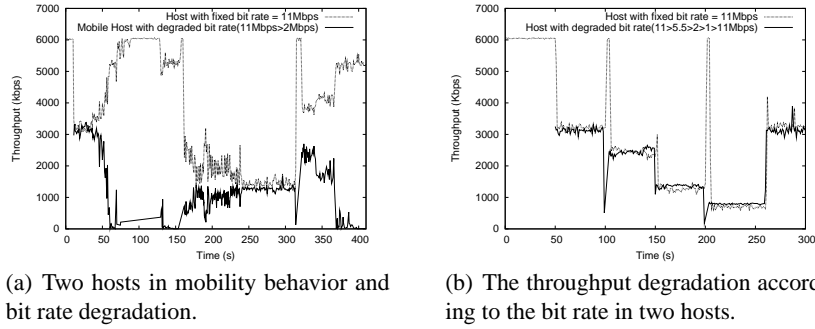 Host with fixed bit rate = 11Mbps
Mobile Host with degraded bit rate(11Mbps>2Mbps)
7000
6000
5000
4000
3000
2000
1000
0
Throughput (kbps)
0 50 100 150 200 250 300 350 400
Time (s)
(a) Two hosts in mobility behavior and
bit rate degradation.
Host with fixed bit rate = 11Mbps
Host with degraded bit rate(11>5.5>2>1>11Mbps)
7000
6000
5000
4000
3000
2000
1000
0
Throughput (Kbps)
0 50 100 150 200 250 300
Time (s)
(b) The throughput degradation accord
ing to the bit rate in two hosts.